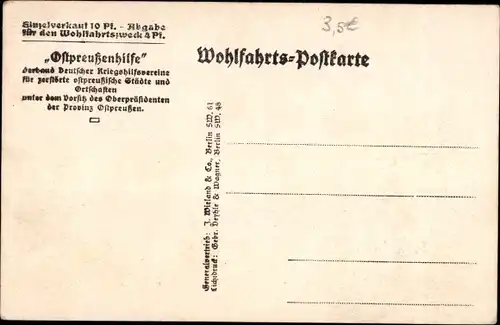 Einzelverkauf 10 Pf. - Abgabe
für den Wohlfahrtszweck 4 Pf.
„Ostpreußenhilfe"
Verband Deutscher Kriegshilfsvereine
für zerstörte ostpreußische Städte und
Ortschaften
unter dem Vorsitz des Oberpräsidenten
der Provinz Ostpreußen.
3,5€
Wohlfahrts-Postkarte
Generalvertrieb: J. Wieland & Co., Berlin SW. 61
Lichtdruck: Gebr. Deyhle & Wagner, Berlin SW. 48